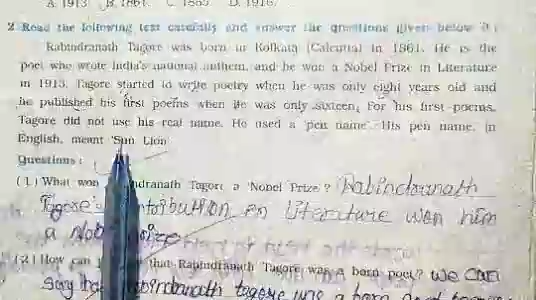 A. 1913 B. 1861. C. 1863 D. 1916.
2 Read the following text carefully and answer the questions given below it:
Rabindranath Tagore was born in Kolkata (Calcutta) in 1861. He is the
poet who wrote India's national anthem, and he won a Nobel Prize in Literature
in 1913. Tagore started to write poetry when he was only eight years old and
he published his first poems when he was only sixteen. For his first poems,
Tagore did not use his real name. He used a 'pen name'. His pen name, in
English, meant 'Sun Lion'
Questions :
(1) What won ndranath Tagore a 'Nobel Prize'? Rabindranath
Tagore's ntribution en Literature won him
a
(2) How can that Rabindranath Tagore was a born poet? We can
say that Rabindranath tagore was a born